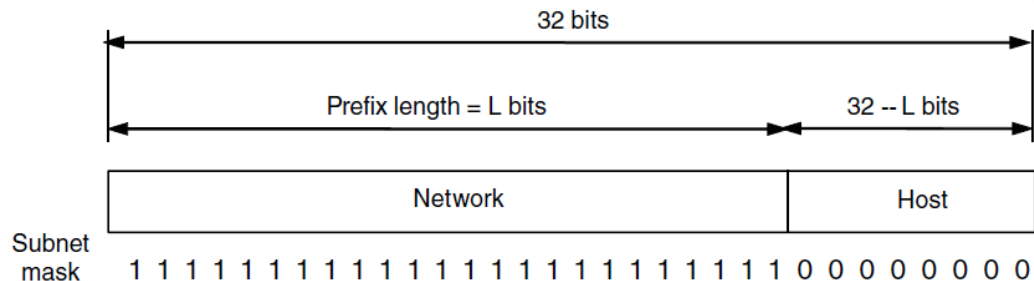 32 bits
Prefix length = L bits
32 -- L bits
Network
Host
Subnet
mask
1 1 1 1 1 1 1 1 1 1 1 1 1 1 1 1 1 1 1 1 1 1 1 1 0 0 0 0 0 0 0 0